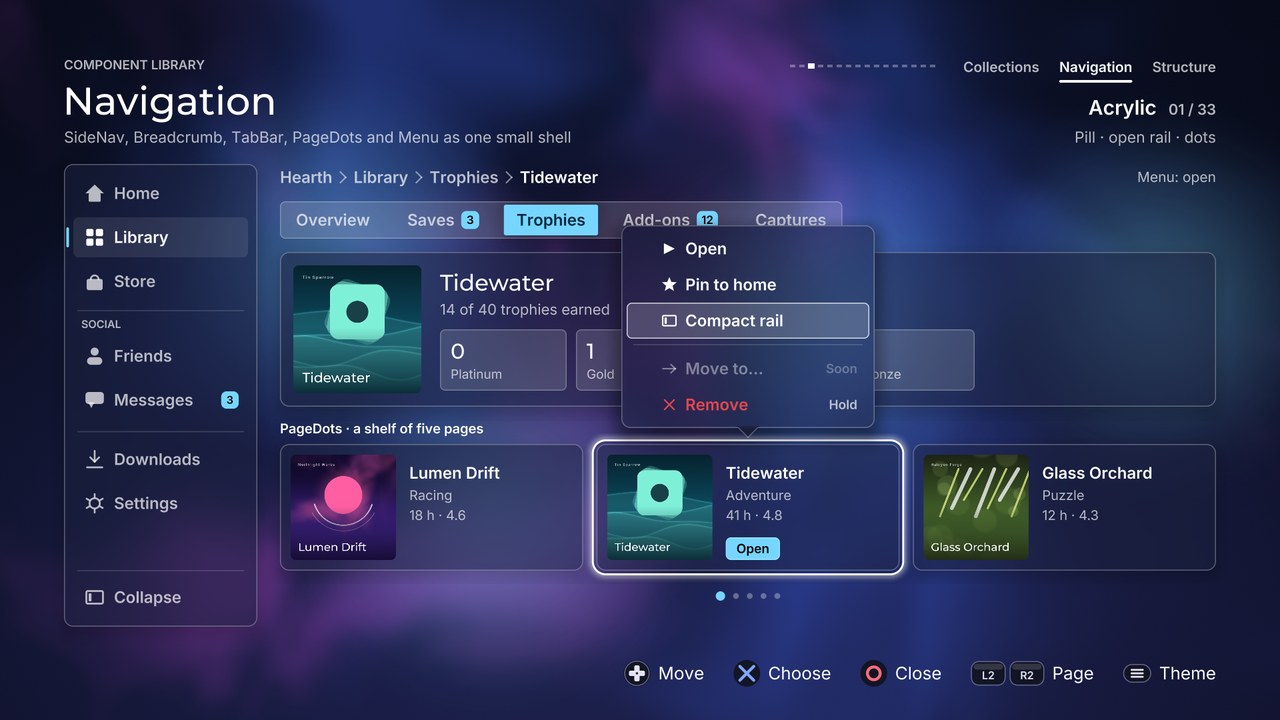 COMPONENT LIBRARY
Navigation
SideNav, Breadcrumb, TabBar, PageDots and Menu as one small shell
Collections Navigation Structure
Acrylic 01 / 33
Pill · open rail · dots
Home
Library
Store
SOCIAL
Friends
Messages 3
Downloads
Settings
Collapse
Hearth > Library > Trophies > Tidewater
Menu: open
Overview Saves 3 Trophies Add-ons 12 Captures
Tin Sparrow
Tidewater
Tidewater
14 of 40 trophies earned
0
Platinum
1
Gold
onze
Open
Pin to home
Compact rail
Move to... Soon
Remove Hold
PageDots · a shelf of five pages
Lumen Drift
Lumen Drift
Racing
18 h · 4.6
Tin Sparrow
Tidewater
Tidewater
Adventure
41 h · 4.8
Open
Glass Orchard
Glass Orchard
Puzzle
12 h · 4.3
Move Choose Close L2 R2 Page Theme